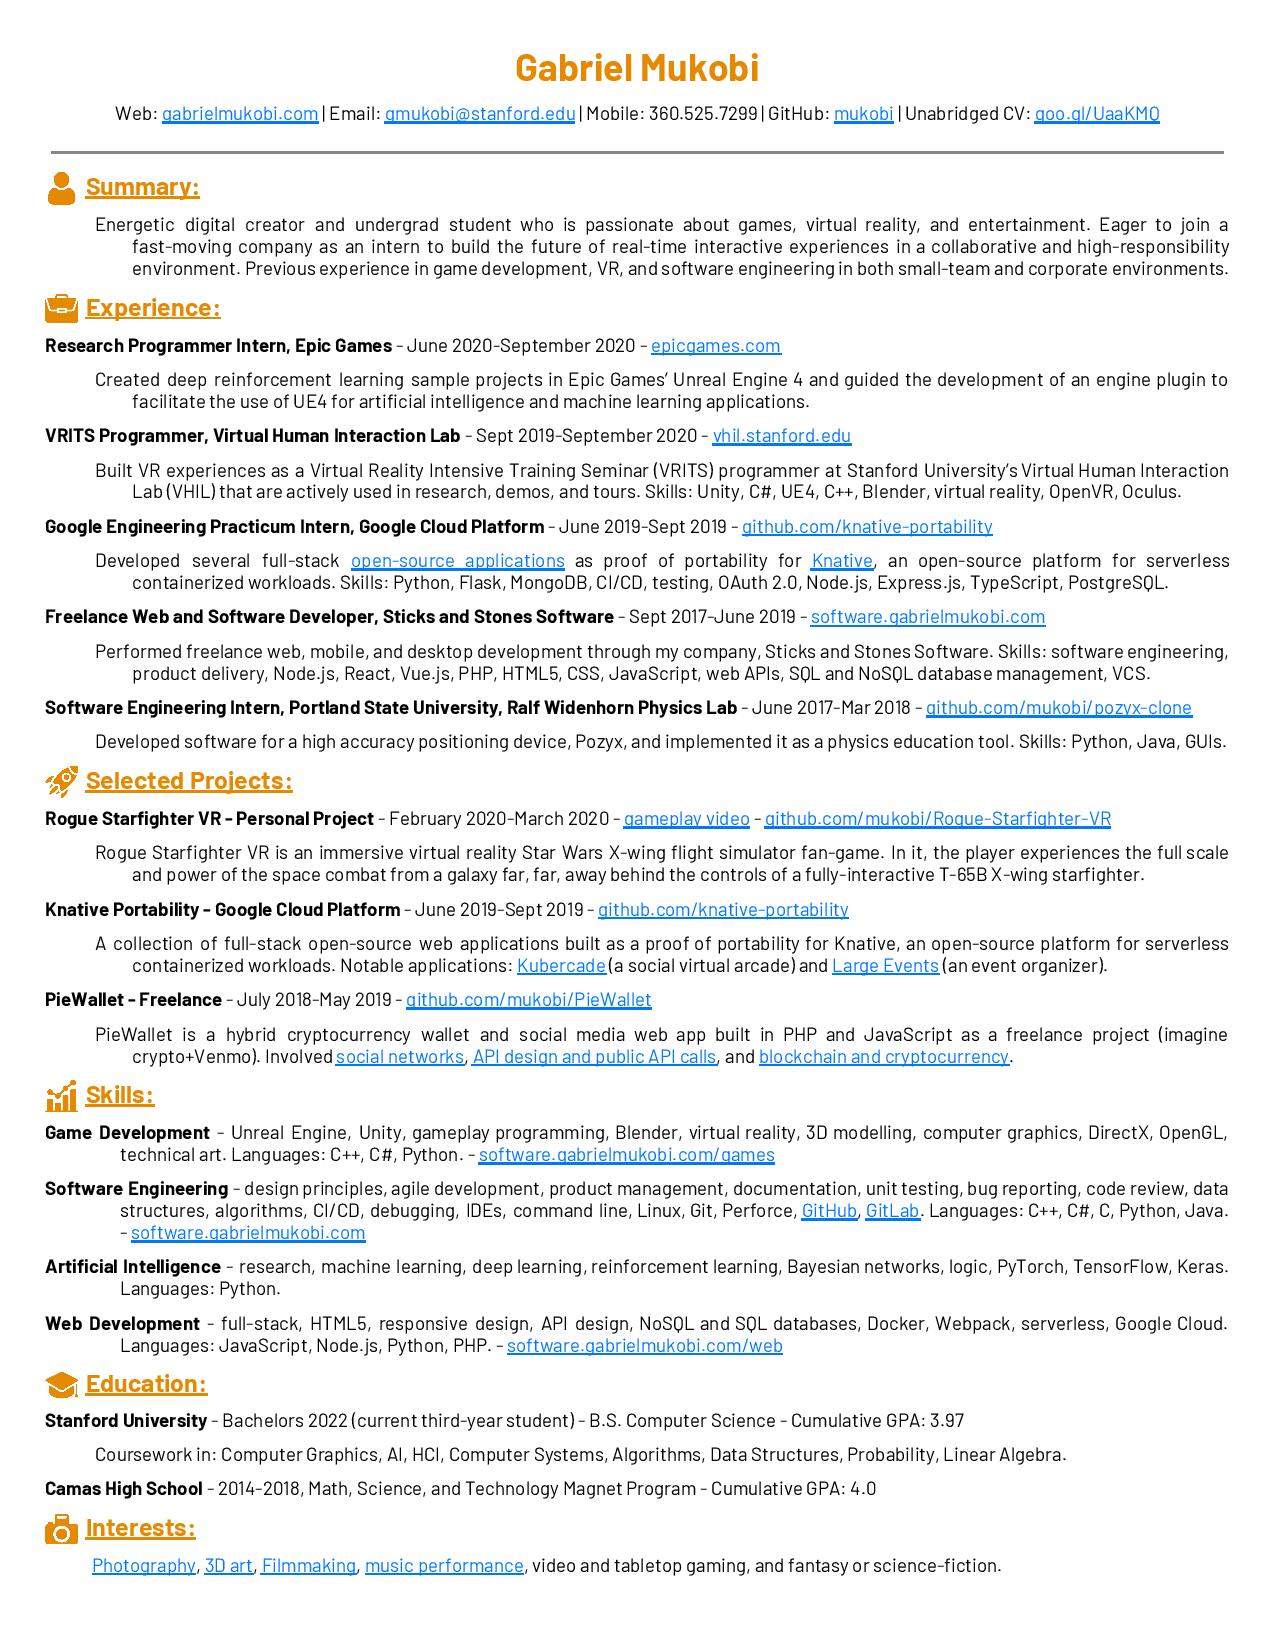 Gabriel Mukobi
Web: gabrielmukobi.com | Email: gmukobi@stanford.edu | Mobile: 360.525.7299 | GitHub: mukobi | Unabridged CV: goo.gl/UaaKMQ
Summary:
Energetic digital creator and undergrad student who is passionate about games, virtual reality, and entertainment. Eager to join a
fast-moving company as an intern to build the future of real-time interactive experiences in a collaborative and high-responsibility
environment. Previous experience in game development, VR, and software engineering in both small-team and corporate environments.
Experience:
Research Programmer Intern, Epic Games - June 2020-September 2020 - epicgames.com
Created deep reinforcement learning sample projects in Epic Games’ Unreal Engine 4 and guided the development of an engine plugin to
facilitate the use of UE4 for artificial intelligence and machine learning applications.
VRITS Programmer, Virtual Human Interaction Lab - Sept 2019-September 2020 - vhil.stanford.edu
Built VR experiences as a Virtual Reality Intensive Training Seminar (VRITS) programmer at Stanford University’s Virtual Human Interaction
Lab (VHIL) that are actively used in research, demos, and tours. Skills: Unity, C#, UE4, C++, Blender, virtual reality, OpenVR, Oculus.
Google Engineering Practicum Intern, Google Cloud Platform - June 2019-Sept 2019 - github.com/knative-portability
Developed several full-stack open-source applications as proof of portability for Knative, an open-source platform for serverless
containerized workloads. Skills: Python, Flask, MongoDB, CI/CD, testing, OAuth 2.0, Node.js, Express.js, TypeScript, PostgreSQL.
Freelance Web and Software Developer, Sticks and Stones Software - Sept 2017-June 2019 - software.gabrielmukobi.com
Performed freelance web, mobile, and desktop development through my company, Sticks and Stones Software. Skills: software engineering,
product delivery, Node.js, React, Vue.js, PHP, HTML5, CSS, JavaScript, web APIs, SQL and NoSQL database management, VCS.
Software Engineering Intern, Portland State University, Ralf Widenhorn Physics Lab - June 2017-Mar 2018 - github.com/mukobi/pozyx-clone
Developed software for a high accuracy positioning device, Pozyx, and implemented it as a physics education tool. Skills: Python, Java, GUIs.
Selected Projects:
Rogue Starfighter VR - Personal Project - February 2020-March 2020 - gameplay video - github.com/mukobi/Rogue-Starfighter-VR
Rogue Starfighter VR is an immersive virtual reality Star Wars X-wing flight simulator fan-game. In it, the player experiences the full scale
and power of the space combat from a galaxy far, far, away behind the controls of a fully-interactive T-65B X-wing starfighter.
Knative Portability - Google Cloud Platform - June 2019-Sept 2019 - github.com/knative-portability
A collection of full-stack open-source web applications built as a proof of portability for Knative, an open-source platform for serverless
containerized workloads. Notable applications: Kubercade (a social virtual arcade) and Large Events (an event organizer).
PieWallet - Freelance - July 2018-May 2019 - github.com/mukobi/PieWallet
PieWallet is a hybrid cryptocurrency wallet and social media web app built in PHP and JavaScript as a freelance project (imagine
crypto+Venmo). Involved social networks, API design and public API calls, and blockchain and cryptocurrency.
Skills:
Game Development - Unreal Engine, Unity, gameplay programming, Blender, virtual reality, 3D modelling, computer graphics, DirectX, OpenGL,
technical art. Languages: C++, C#, Python. - software.gabrielmukobi.com/games
Software Engineering - design principles, agile development, product management, documentation, unit testing, bug reporting, code review, data
structures, algorithms, CI/CD, debugging, IDEs, command line, Linux, Git, Perforce, GitHub, GitLab. Languages: C++, C#, C, Python, Java.
- software.gabrielmukobi.com
Artificial Intelligence - research, machine learning, deep learning, reinforcement learning, Bayesian networks, logic, PyTorch, TensorFlow, Keras.
Languages: Python.
Web Development - full-stack, HTML5, responsive design, API design, NoSQL and SQL databases, Docker, Webpack, serverless, Google Cloud.
Languages: JavaScript, Node.js, Python, PHP. - software.gabrielmukobi.com/web
Education:
Stanford University - Bachelors 2022 (current third-year student) - B.S. Computer Science - Cumulative GPA: 3.97
Coursework in: Computer Graphics, AI, HCI, Computer Systems, Algorithms, Data Structures, Probability, Linear Algebra.
Camas High School - 2014-2018, Math, Science, and Technology Magnet Program - Cumulative GPA: 4.0
Interests:
Photography, 3D art, Filmmaking, music performance, video and tabletop gaming, and fantasy or science-fiction.